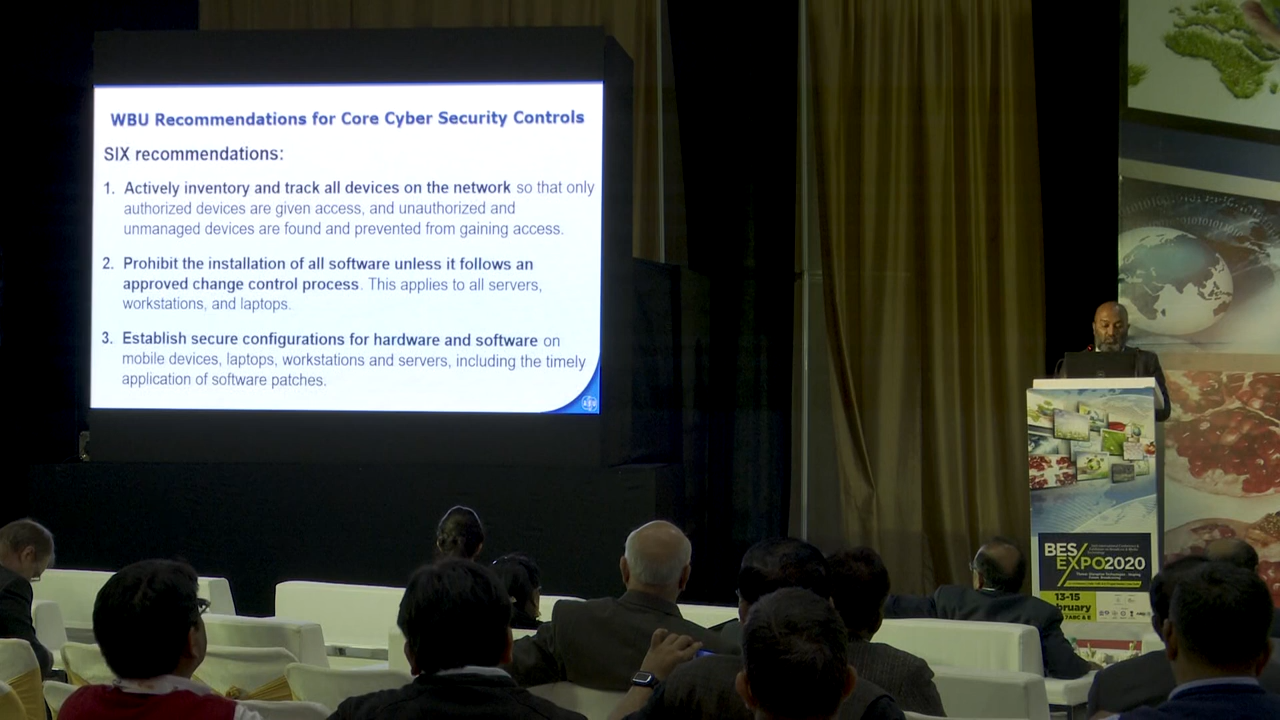 WBU Recommendations for Core Cyber Security Controls
SIX recommendations:
1. Actively inventory and track all devices on the network so that only
authorized devices are given access, and unauthorized and
unmanaged devices are found and prevented from gaining access.
2. Prohibit the installation of all software unless it follows an
approved change control process. This applies to all servers,
workstations, and laptops.
3. Establish secure configurations for hardware and software on
mobile devices, laptops, workstations and servers, including the timely
application of software patches.
BES
EXPO2020
13-15